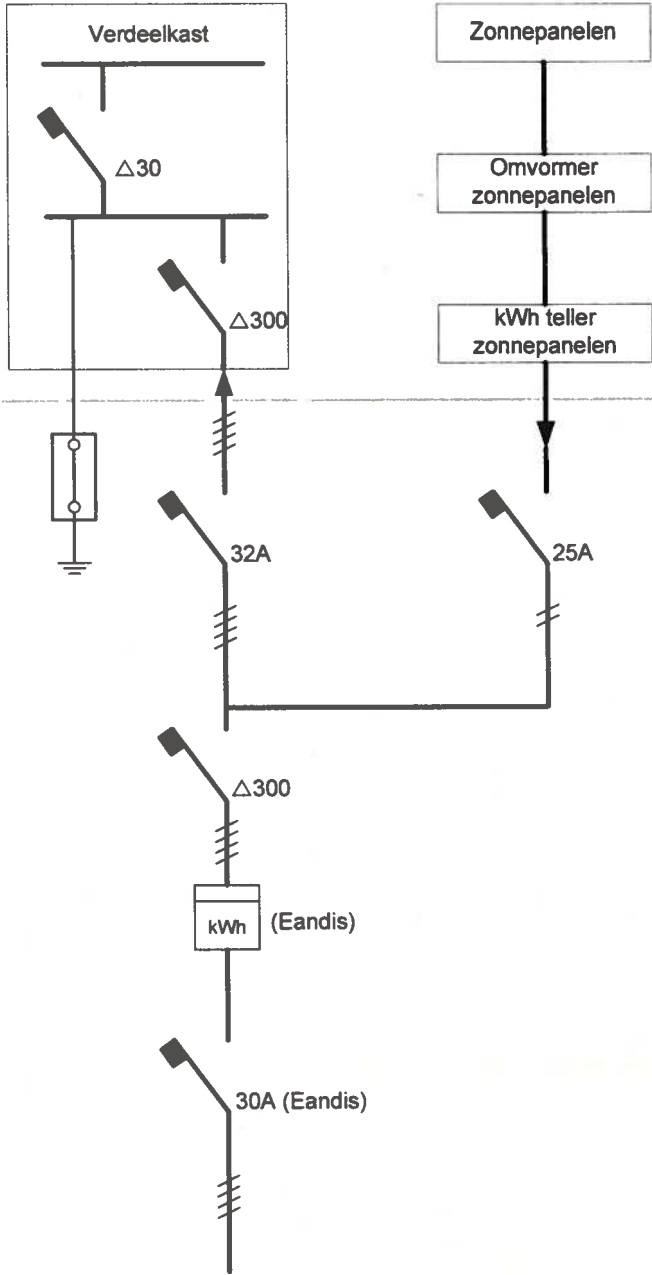 Verdeelkast
△30
△300
Zonnepanelen
Omvormer
zonnepanelen
kWh teller
zonnepanelen
32A
25A
△300
kWh
(Eandis)
30A (Eandis)